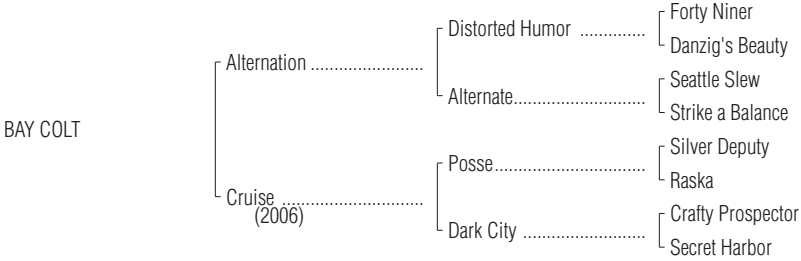 Forty Niner
Distorted Humor ..............
Danzig's Beauty
Alternation ........................
Seattle Slew
Alternate............................
Strike a Balance
BAY COLT
Silver Deputy
Posse................................
Raska
Cruise ..............................
(2006)
Crafty Prospector
Dark City ..........................
Secret Harbor